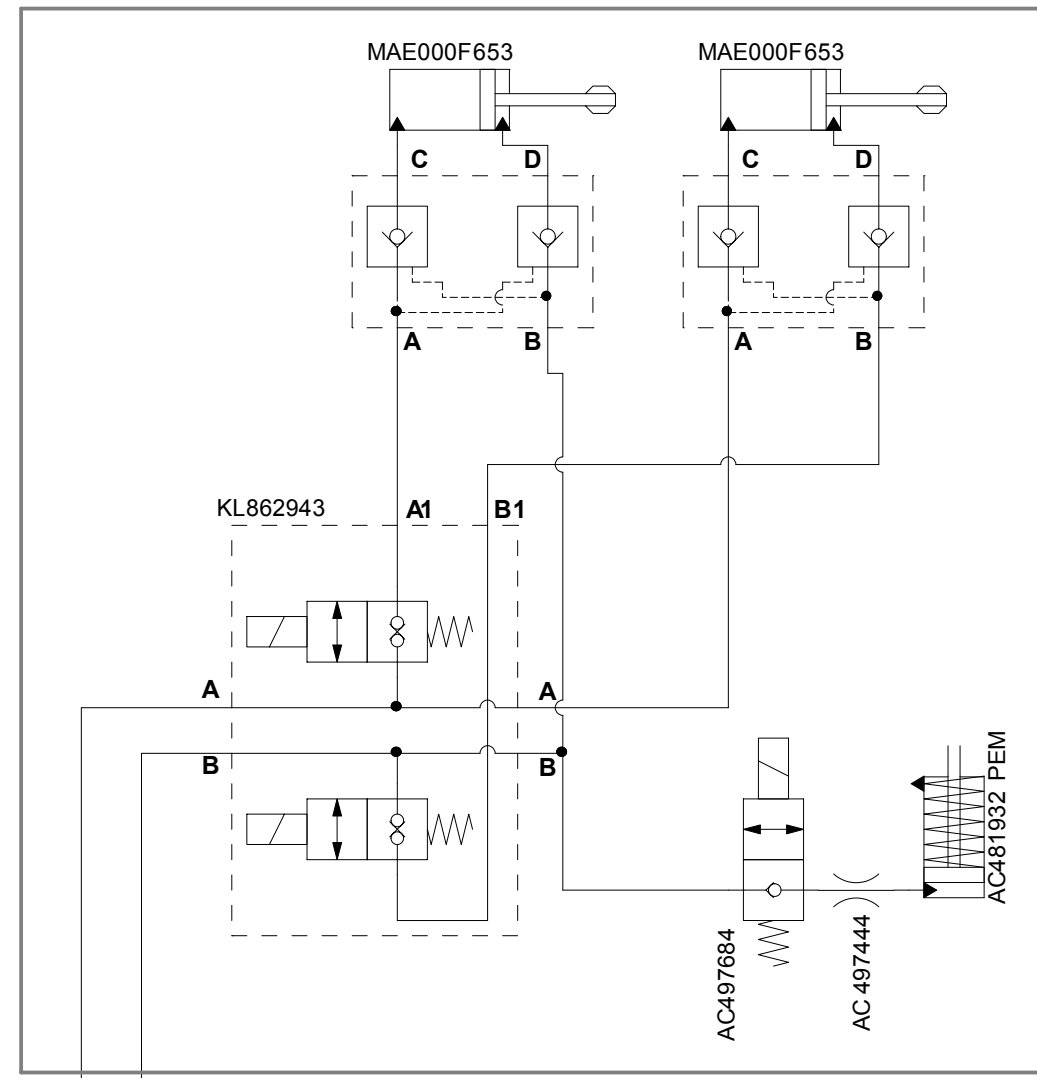 MAE000F653
MAE000F653
C
D
C
D
A
B
A
B
KL862943
A1
B1
A
A
B
B
AC497684
AC 497444
AC481932 PEM